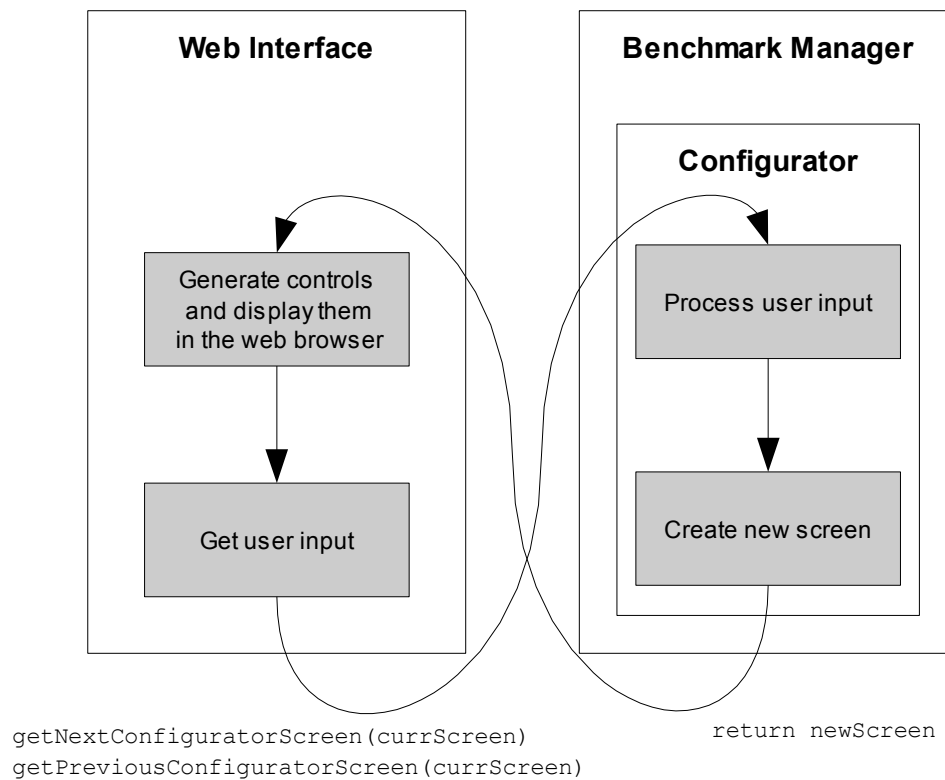 Web Interface
Benchmark Manager
Configurator
Generate controls
and display them
in the web browser
Process user input
Get user input
Create new screen
getNextConfiguratorScreen(currScreen)
getPreviousConfiguratorScreen(currScreen)
return newScreen